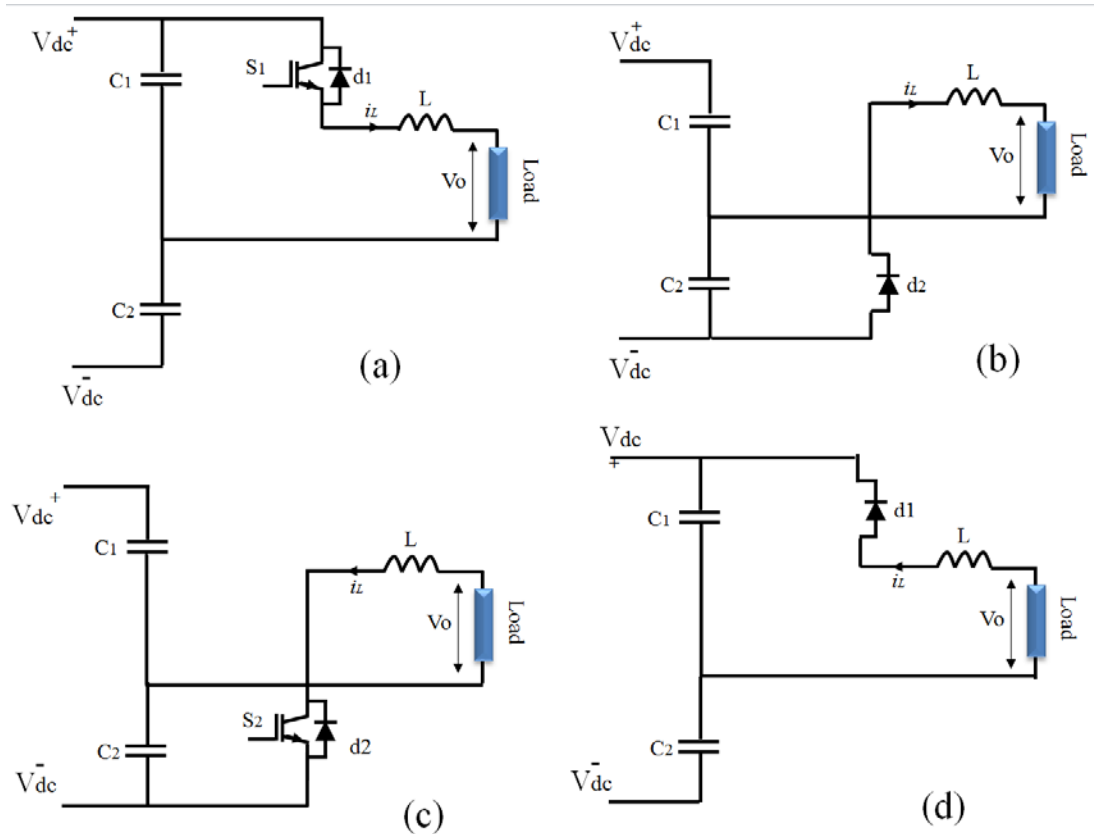 Vdc+
C1
S1
d1
iL
L
Vo
Load
C2
Vdc-
(a)
Vdc+
C1
iL
L
Vo
Load
C2
d2
Vdc-
(b)
Vdc+
C1
L
iL
Vo
Load
S2
d2
C2
Vdc-
(c)
Vdc
+
C1
d1
L
iL
Vo
Load
C2
Vdc-
(d)